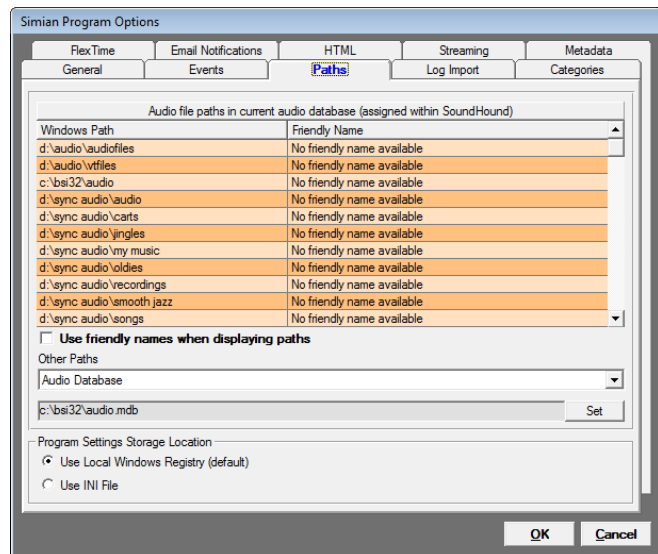 Simian Program Options
FlexTime Email Notifications HTML Streaming Metadata
General Events Paths Log Import Categories
Audio file paths in current audio database (assigned within SoundHound)
Windows Path Friendly Name
d:\audio\audiofiles No friendly name available
d:\audio\vtfiles No friendly name available
c:\bsi32\audio No friendly name available
d:\sync audio\audio No friendly name available
d:\sync audio\carts No friendly name available
d:\sync audio\jingles No friendly name available
d:\sync audio\my music No friendly name available
d:\sync audio\oldies No friendly name available
d:\sync audio\recordings No friendly name available
d:\sync audio\smooth jazz No friendly name available
d:\sync audio\songs No friendly name available
Use friendly names when displaying paths
Other Paths
Audio Database
c:\bsi32\audio.mdb Set
Program Settings Storage Location
Use Local Windows Registry (default)
Use INI File
OK Cancel